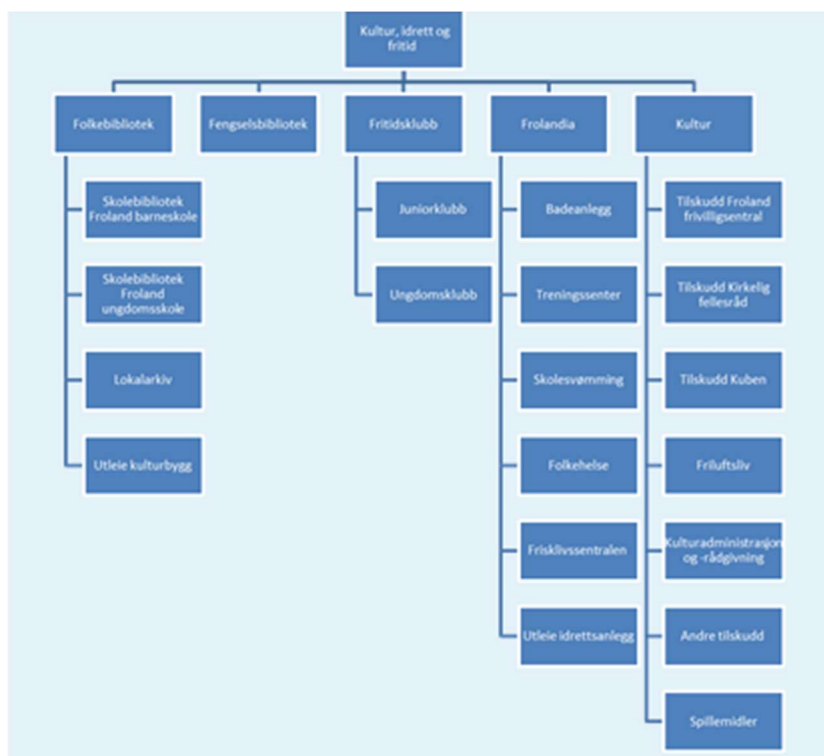 Kultur, idrett og
fritid
Folkebibliotek
Fengselsbibliotek
Fritidsklubb
Frolandia
Kultur
Skolebibliotek
Froland barneskole
Skolebibliotek
Froland
ungdomsskole
Lokalarkiv
Utleie kulturbygg
Juniorklubb
Ungdomsklubb
Badeanlegg
Treningssenter
Skolesvømming
Folkehelse
Frisklivssentralen
Utleie idrettsanlegg
Tilskudd Froland
frivilligsentral
Tilskudd Kirkelig
fellesråd
Tilskudd Kuben
Friluftsliv
Kulturadministrasjon
og -rådgivning
Andre tilskudd
Spillemidler